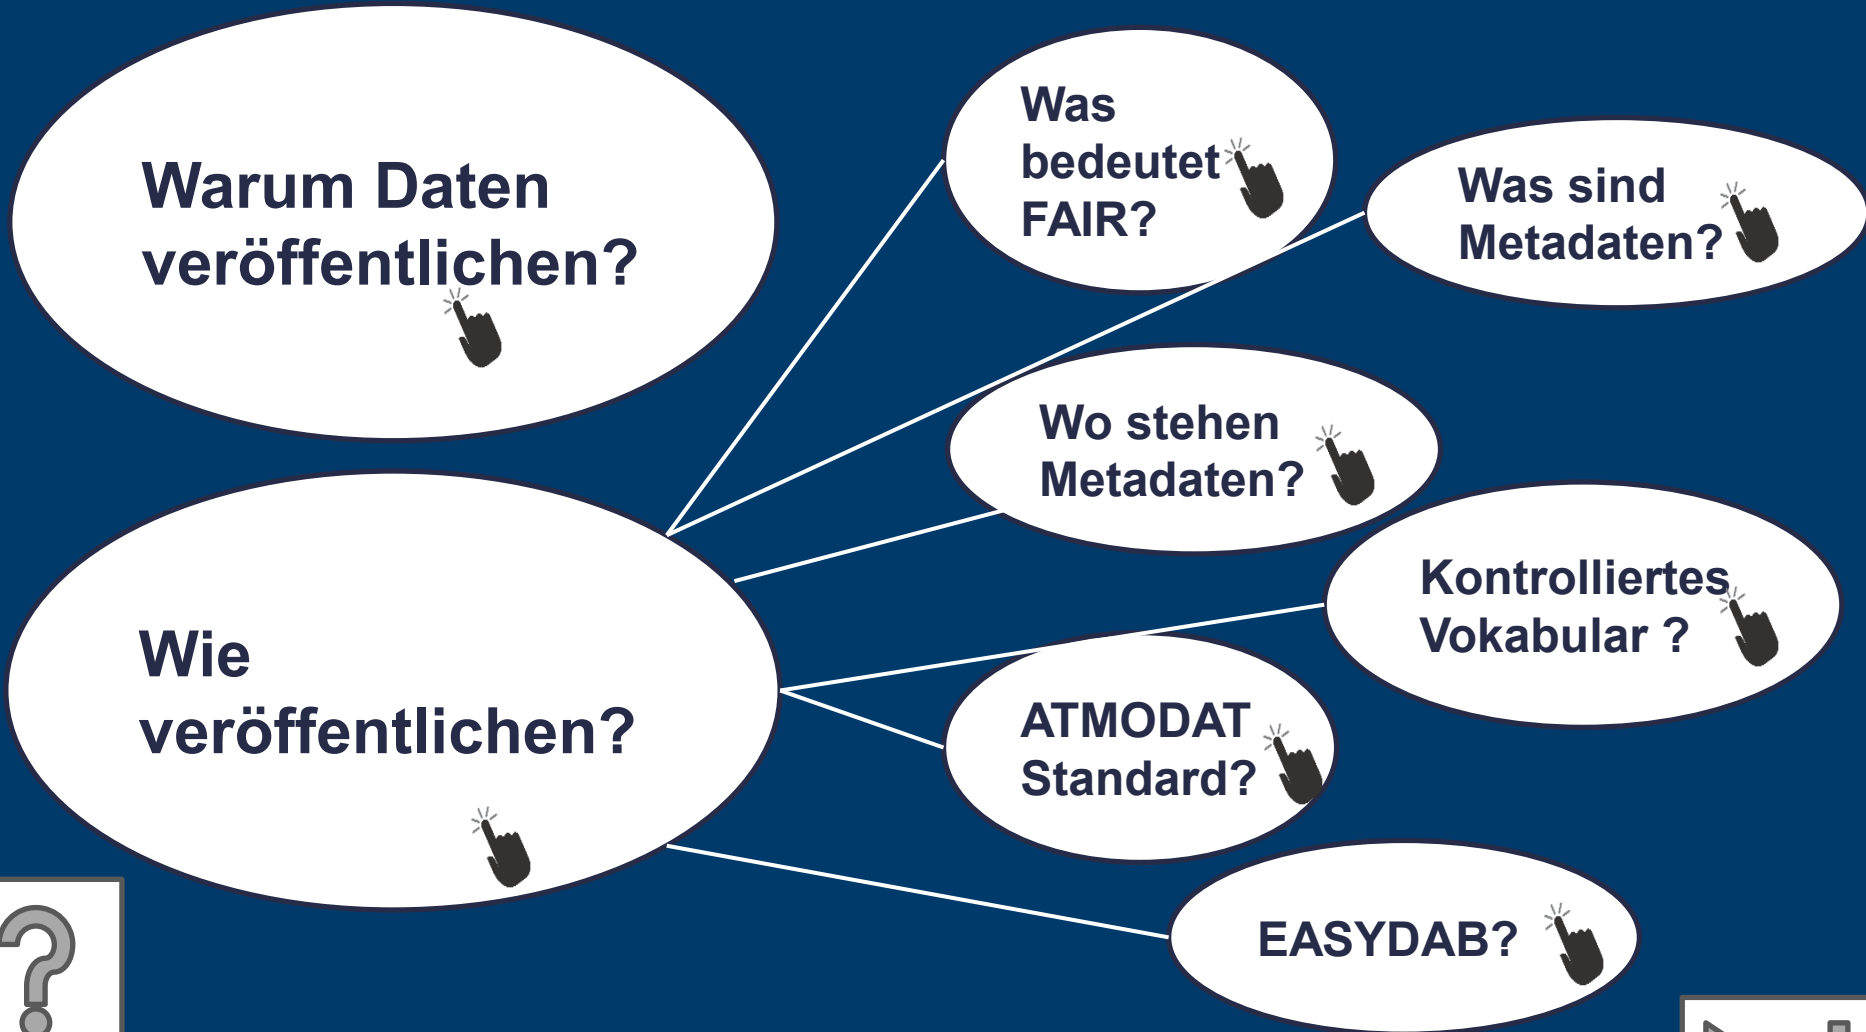 Warum Daten
veröffentlichen?
Was
bedeutet
FAIR?
Was sind
Metadaten?
Wo stehen
Metadaten?
Wie
veröffentlichen?
Kontrolliertes
Vokabular ?
ATMODAT
Standard?
EASYDAB?
?